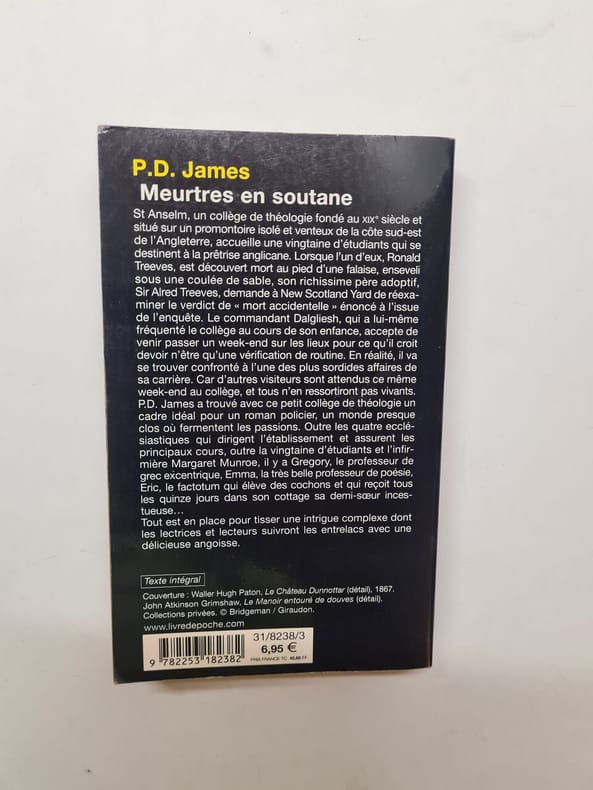 P.D. James
Meurtres en soutane
St Anselm, un collège de théologie fondé au XIXe siècle et
situé sur un promontoire isolé et venteux de la côte sud-est
de l'Angleterre, accueille une vingtaine d'étudiants qui se
destinent à la prêtrise anglicane. Lorsque l'un d'eux, Ronald
Treeves, est découvert mort au pied d'une falaise, enseveli
sous une coulée de sable, son richissime père adoptif,
Sir Alred Treeves, demande à New Scotland Yard de réexa-
miner le verdict de « mort accidentelle » énoncé à l'issue
de l'enquête. Le commandant Dalgliesh, qui a lui-même
fréquenté le collège au cours de son enfance, accepte de
venir passer un week-end sur les lieux pour ce qu'il croit
devoir n'être qu'une vérification de routine. En réalité, il va
se trouver confronté à l'une des plus sordides affaires de
sa carrière. Car d'autres visiteurs sont attendus ce même
week-end au collège, et tous n'en ressortiront pas vivants.
P.D. James a trouvé avec ce petit collège de théologie un
cadre idéal pour un roman policier, un monde presque
clos où fermentent les passions. Outre les quatre ecclé-
siastiques qui dirigent l'établissement et assurent les
principaux cours, outre la vingtaine d'étudiants et l'infir-
mière Margaret Munroe, il y a Gregory, le professeur de
grec excentrique, Emma, la très belle professeur de poésie,
Eric, le factotum qui élève des cochons et qui reçoit tous
les quinze jours dans son cottage sa demi-sœur inces-
tueuse...
Tout est en place pour tisser une intrigue complexe dont
les lectrices et lecteurs suivront les entrelacs avec une
délicieuse angoisse.
Texte intégral
Couverture : Waller Hugh Paton, Le Château Dunnottar (détail), 1867.
John Atkinson Grimshaw, Le Manoir entouré de douves (détail).
Collections privées. © Bridgeman / Giraudon.
www.livredepoche.com
31/8238/3
6,95 €
PRIX FRANCE TC
9 782253 182382